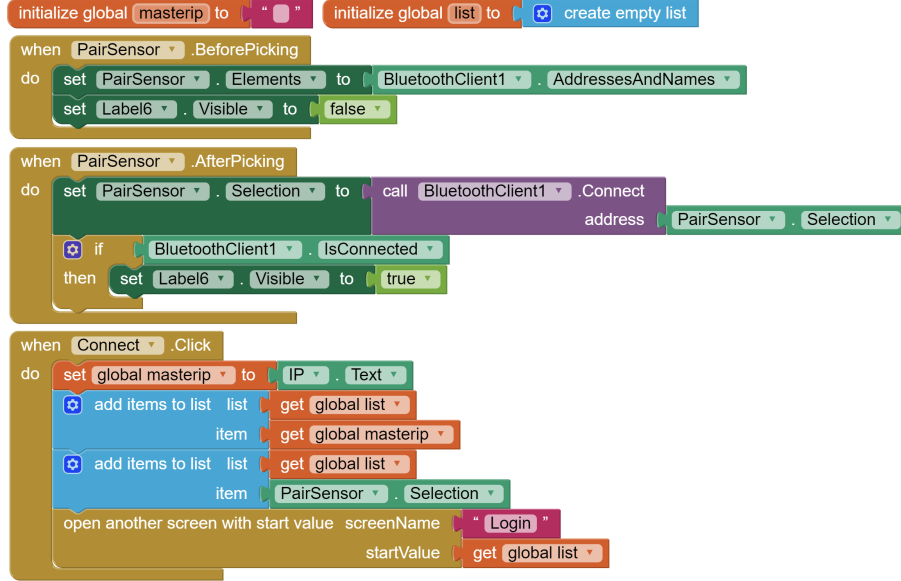 initialize global masterip to " " initialize global list to create empty list
when PairSensor .BeforePicking
do set PairSensor . Elements to BluetoothClient1 . AddressesAndNames
set Label6 . Visible to false
when PairSensor .AfterPicking
do set PairSensor . Selection to call BluetoothClient1 .Connect
address PairSensor . Selection
if BluetoothClient1 . IsConnected
then set Label6 . Visible to true
when Connect .Click
do set global masterip to IP . Text
add items to list list get global list
item get global masterip
add items to list list get global list
item PairSensor . Selection
open another screen with start value screenName " Login "
startValue get global list